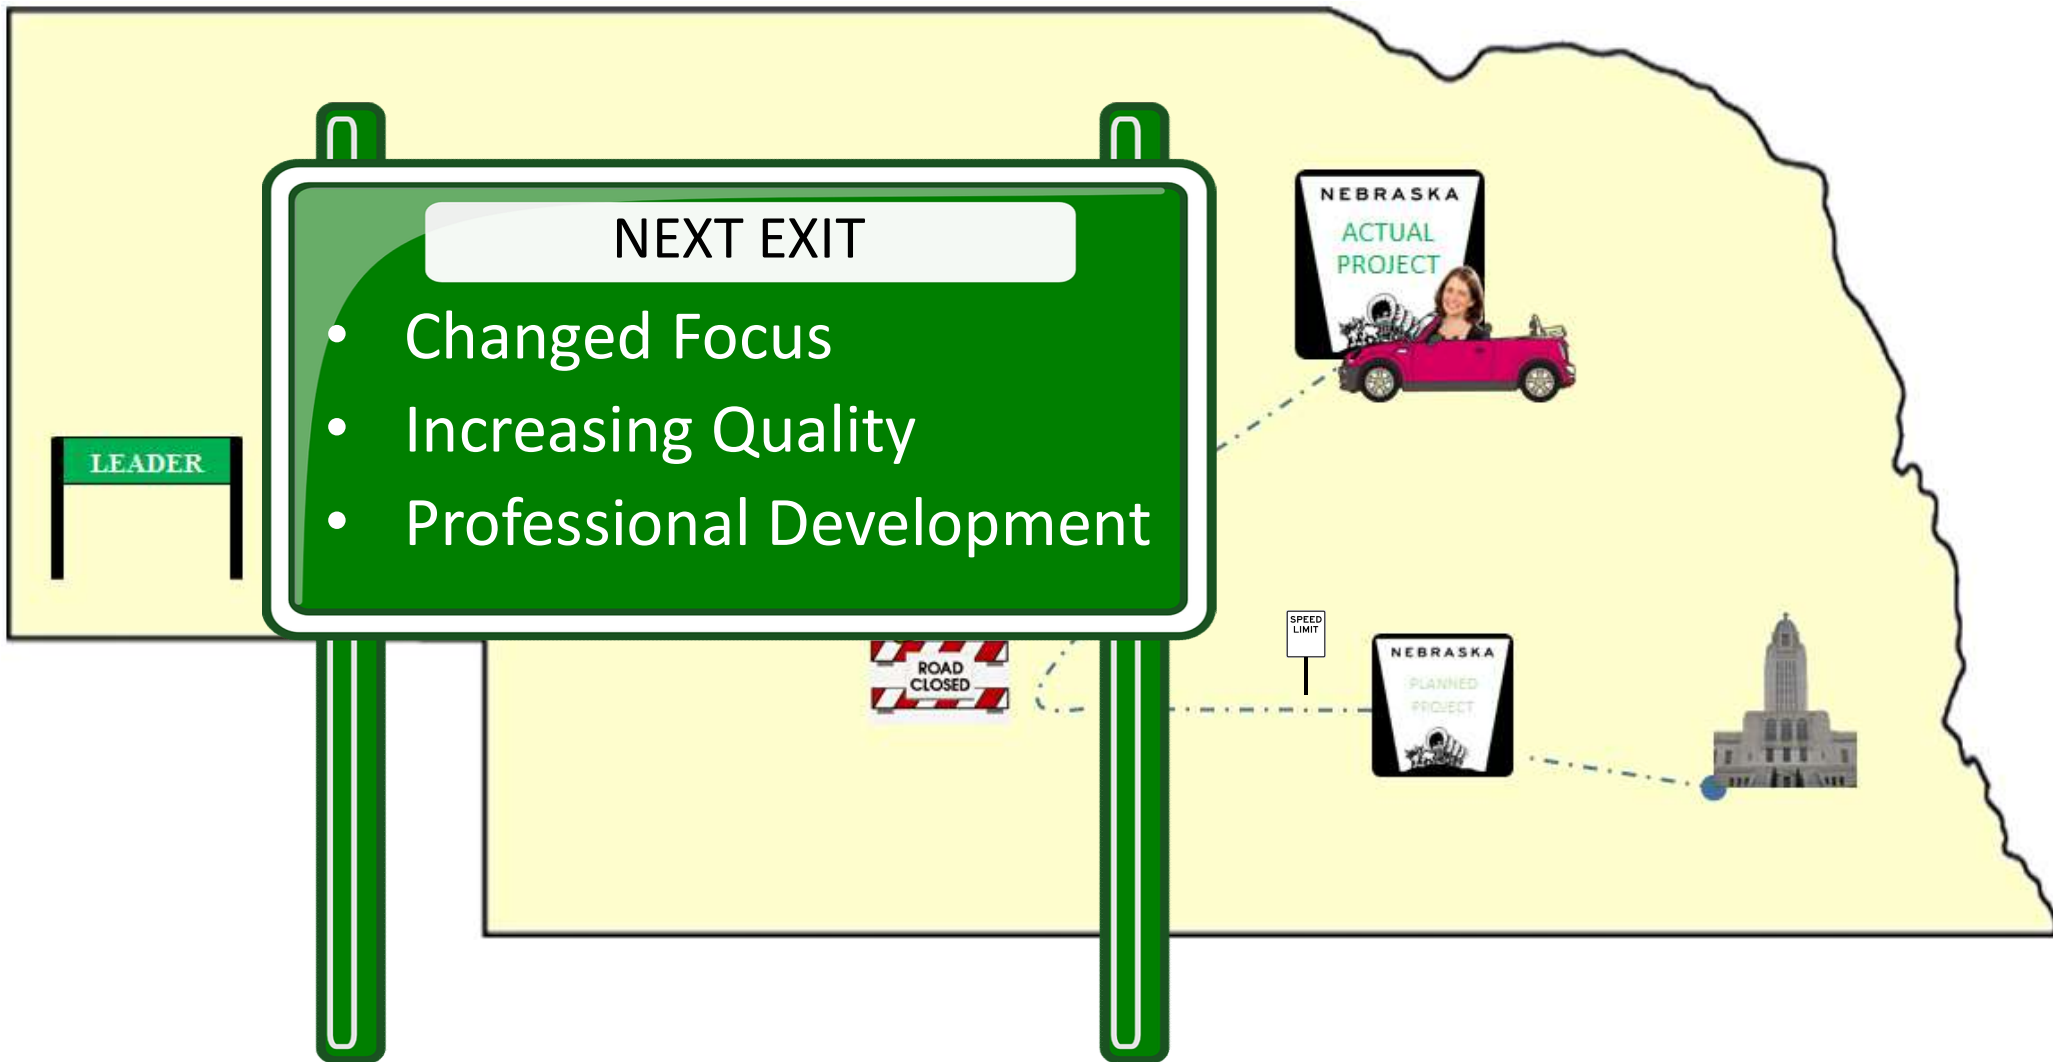 NEXT EXIT
• Changed Focus
• Increasing Quality
• Professional Development
LEADER
NEBRASKA
ACTUAL
PROJECT
ROAD
CLOSED
SPEED
LIMIT
NEBRASKA
PLANNED
PROJECT